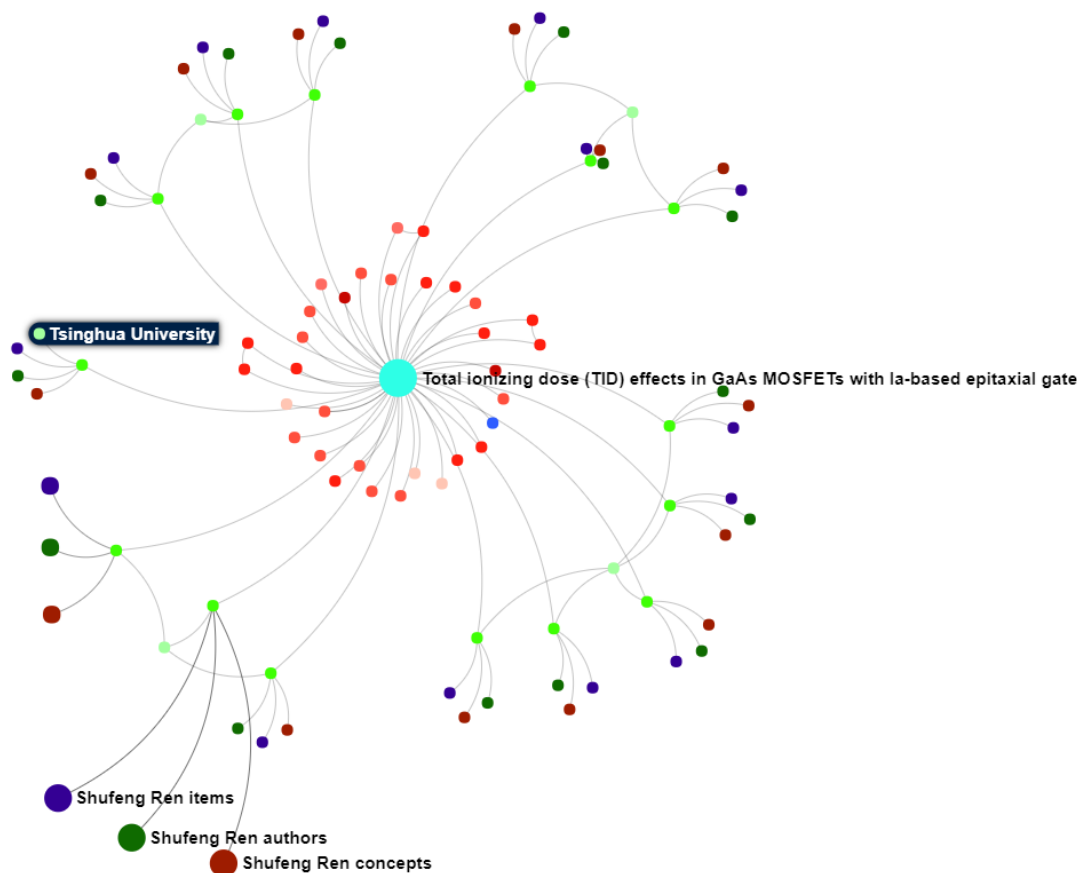 Tsinghua University
Total ionizing dose (TID) effects in GaAs MOSFETs with la-based epitaxial gate
Shufeng Ren items
Shufeng Ren authors
Shufeng Ren concepts